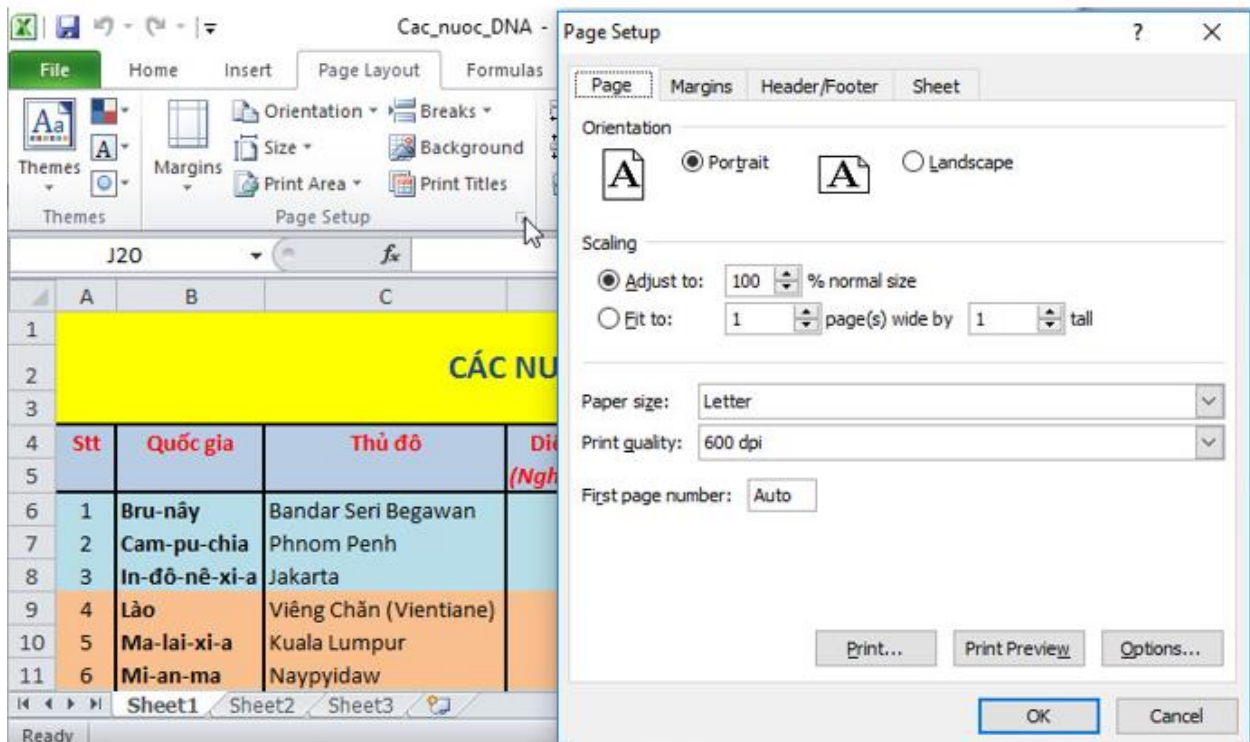 Cac_nuoc_DNA -
File Home Insert Page Layout Formulas
Themes
Margins
Orientation
Size
Print Area
Breaks
Background
Print Titles
Themes
Page Setup
J20
fx
A B C
1
2 CÁC NU
3
4 Stt Quốc gia Thủ đô
5 (Ngh
6 1 Bru-nây Bandar Seri Begawan
7 2 Cam-pu-chia Phnom Penh
8 3 In-đô-nê-xi-a Jakarta
9 4 Lào Viêng Chăn (Vientiane)
10 5 Ma-lai-xi-a Kuala Lumpur
11 6 Mi-an-ma Naypyidaw
Sheet1 Sheet2 Sheet3
Ready
Page Setup ?
Page Margins Header/Footer Sheet
Orientation
A Portrait A Landscape
Scaling
Adjust to: 100 % normal size
Fit to: 1 page(s) wide by 1 tall
Paper size: Letter
Print quality: 600 dpi
First page number: Auto
Print... Print Preview Options...
OK Cancel